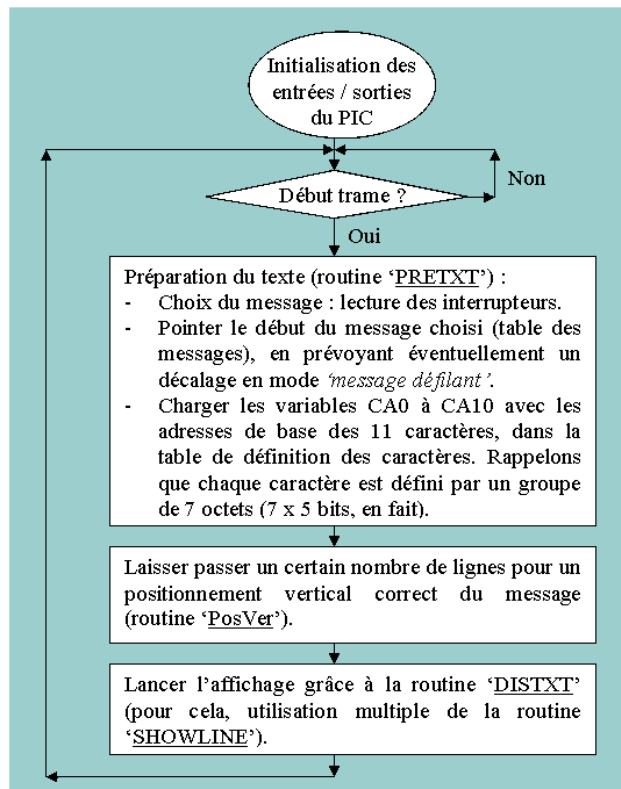 Initialisation des
entrées / sorties
du PIC
Non
Début trame ?
Oui
Préparation du texte (routine ‘PRETXT’) :
- Choix du message : lecture des interrupteurs.
- Pointer le début du message choisi (table des
messages), en prévoyant éventuellement un
décalage en mode ‘message défilant’.
- Charger les variables CA0 à CA10 avec les
adresses de base des 11 caractères, dans la
table de définition des caractères. Rappelons
que chaque caractère est défini par un groupe
de 7 octets (7 x 5 bits, en fait).
Laisser passer un certain nombre de lignes pour un
positionnement vertical correct du message
(routine ‘PosVer’).
Lancer l’affichage grâce à la routine ‘DISTXT’
(pour cela, utilisation multiple de la routine
‘SHOWLINE’).